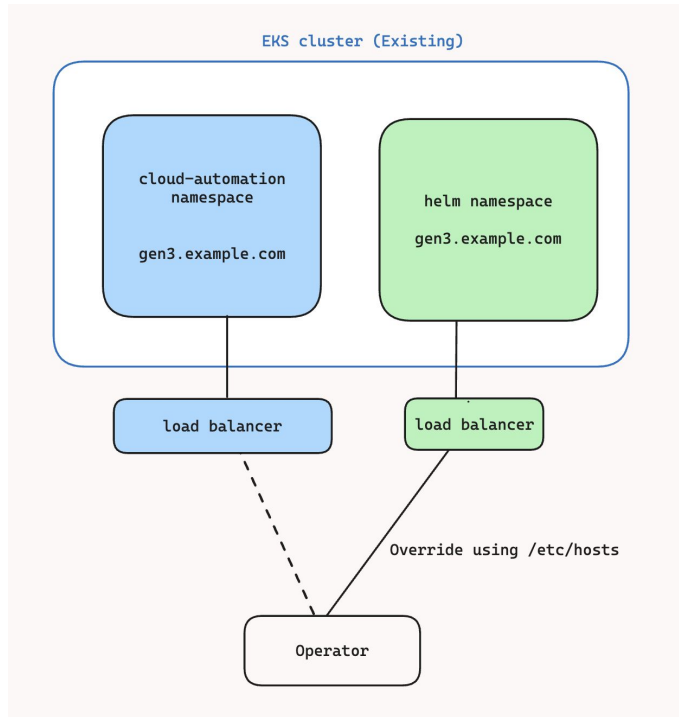 EKS cluster (Existing)
cloud-automation
namespace
gen3.example.com
helm namespace
gen3.example.com
load balancer
load balancer
Override using /etc/hosts
Operator